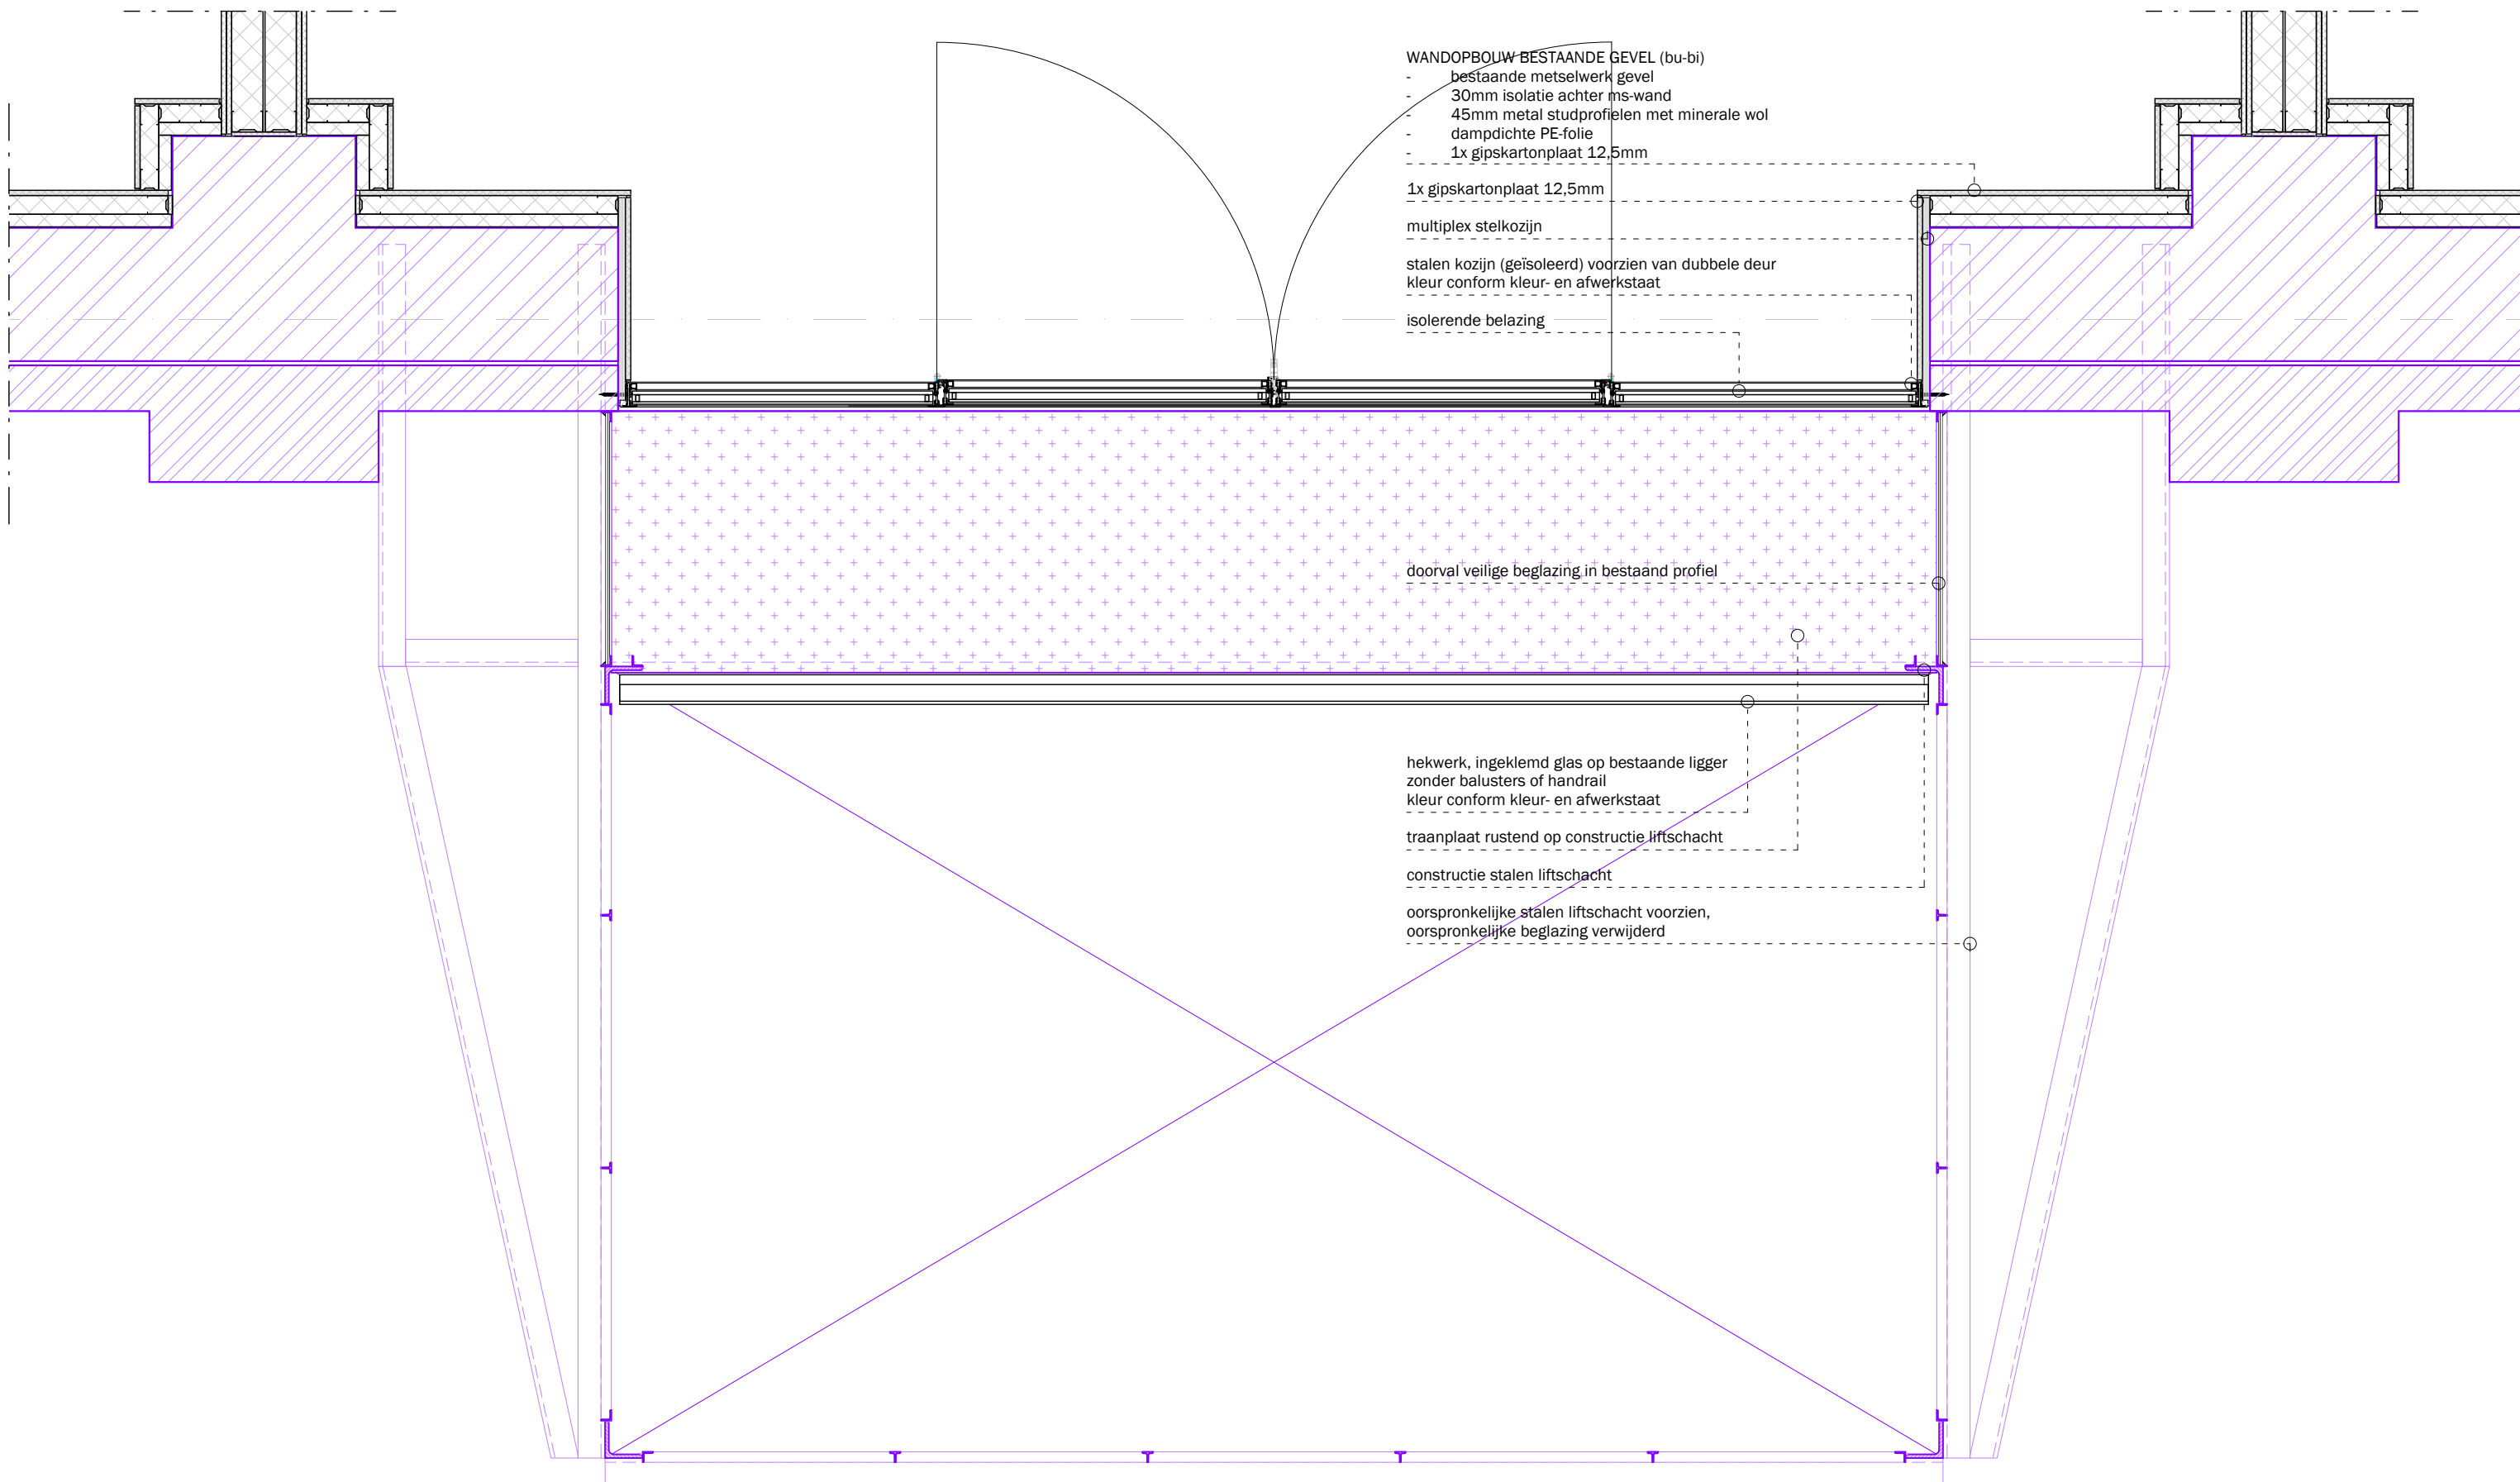 WANDOPBOUW BESTAANDE GEVEL (bu-bi)
- bestaande metselwerk gevel
- 30mm isolatie achter ms-wand
- 45mm metal studprofielen met minerale wol
- dampdichte PE-folie
- 1x gipskartonplaat 12,5mm
1x gipskartonplaat 12,5mm
multiplex stelkozijn
stalen kozijn (geïsoleerd) voorzien van dubbele deur
kleur conform kleur- en afwerkstaat
isolerende belazing
doorval veilige beglazing in bestaand profiel
hekwerk, ingeklemd glas op bestaande ligger
zonder balusters of handrail
kleur conform kleur- en afwerkstaat
traanplaat rustend op constructie liftschacht
constructie stalen liftschacht
oorspronkelijke stalen liftschacht voorzien,
oorspronkelijke beglazing verwijderd